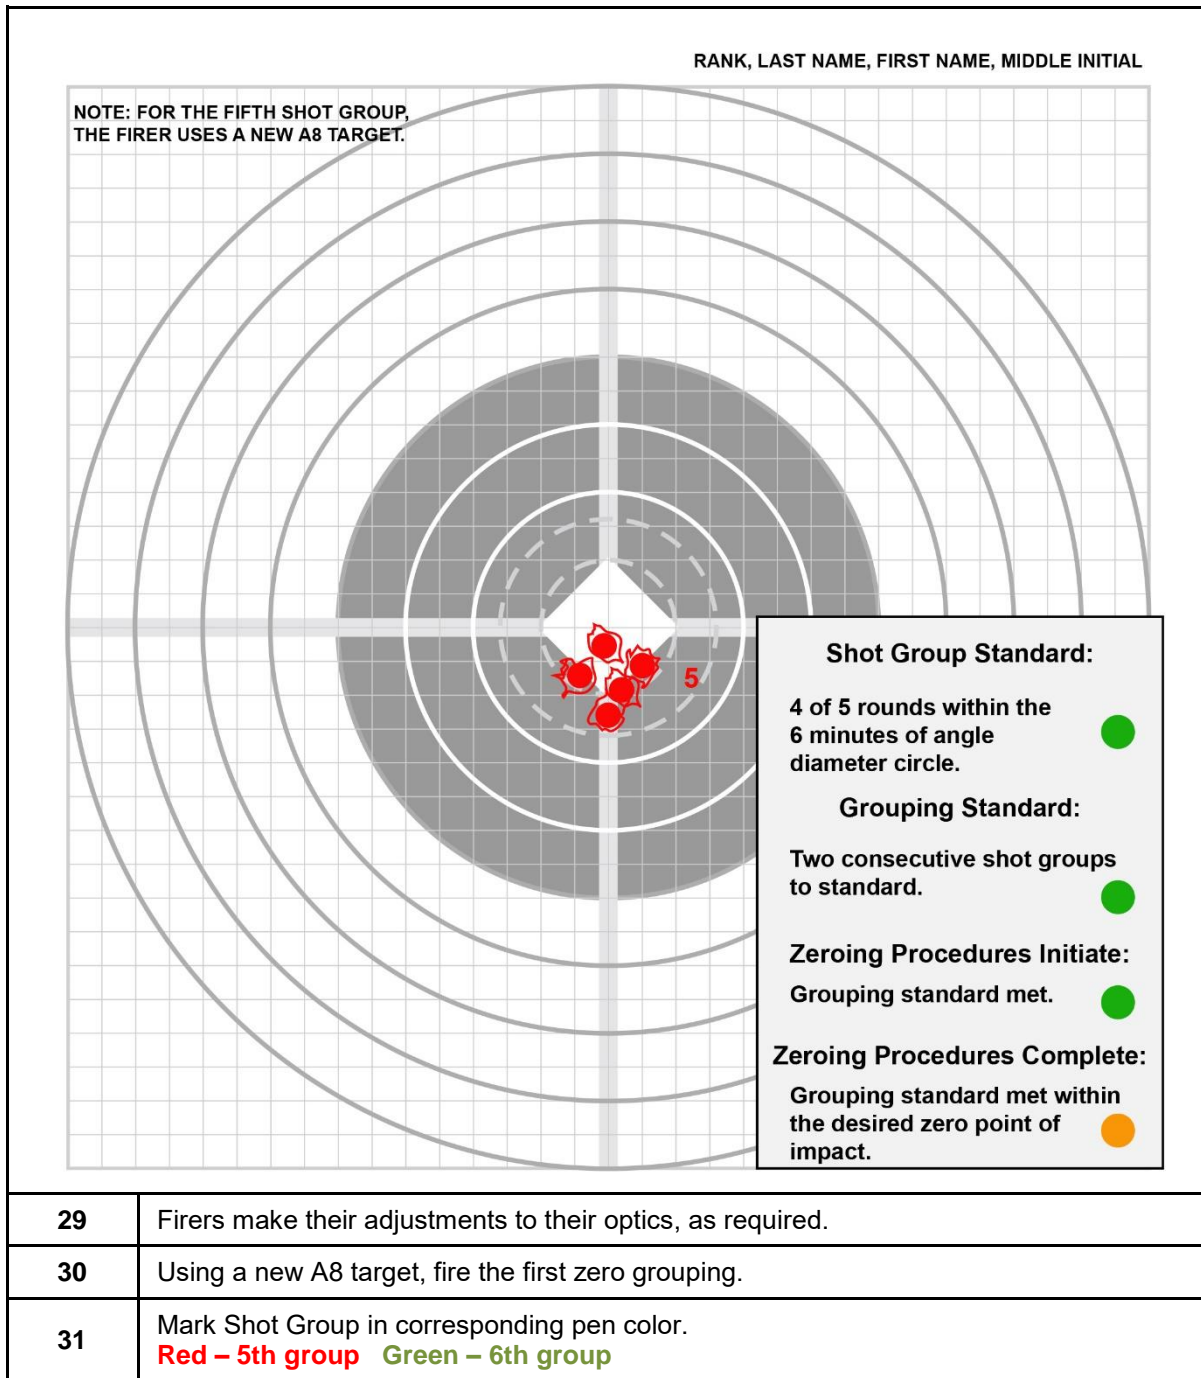 RANK, LAST NAME, FIRST NAME, MIDDLE INITIAL
NOTE: FOR THE FIFTH SHOT GROUP,
THE FIRER USES A NEW A8 TARGET.
5
Shot Group Standard:
4 of 5 rounds within the
6 minutes of angle
diameter circle.
Grouping Standard:
Two consecutive shot groups
to standard.
Zeroing Procedures Initiate:
Grouping standard met.
Zeroing Procedures Complete:
Grouping standard met within
the desired zero point of
impact.
29 Firers make their adjustments to their optics, as required.
30 Using a new A8 target, fire the first zero grouping.
31 Mark Shot Group in corresponding pen color.
Red – 5th group Green – 6th group